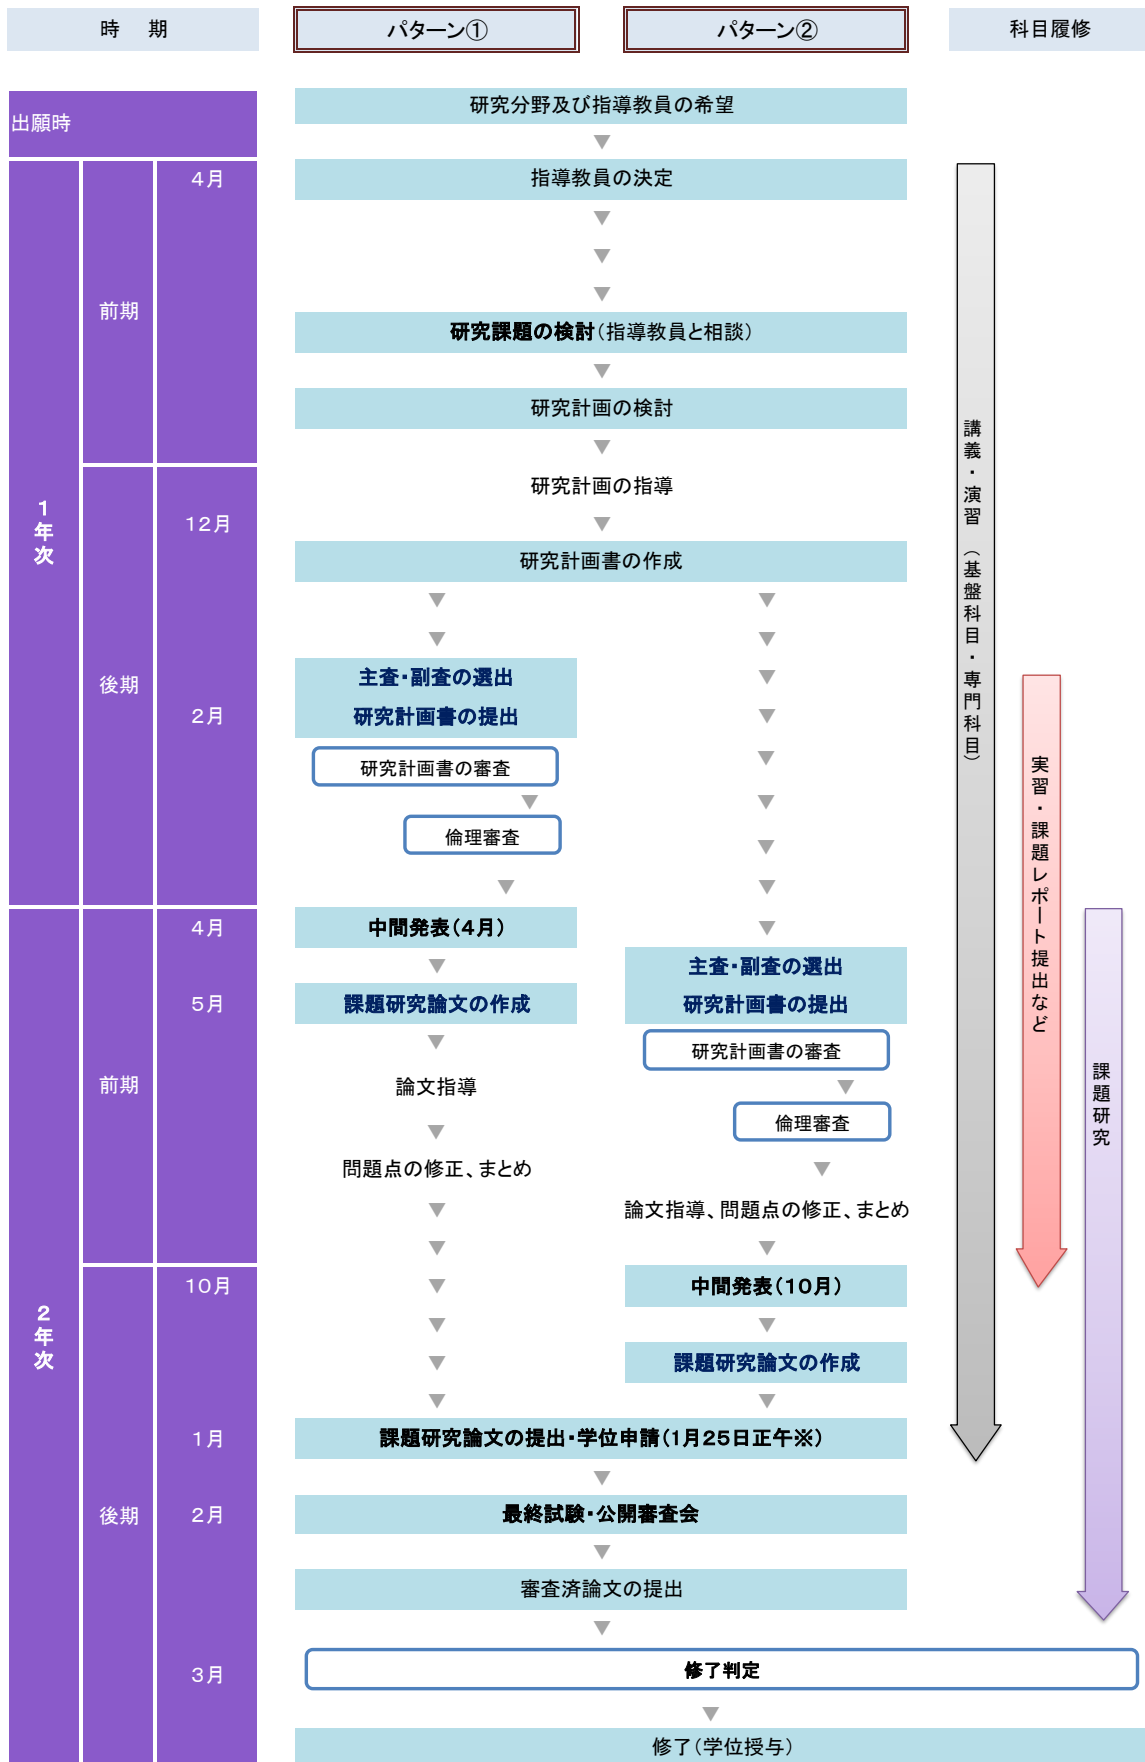 時　期
パターン①
パターン②
科目履修
出願時
研究分野及び指導教員の希望
1年次
前期
4月
指導教員の決定
研究課題の検討(指導教員と相談)
研究計画の検討
後期
研究計画の指導
12月
研究計画書の作成
主査・副査の選出
2月
研究計画書の提出
研究計画書の審査
倫理審査
2年次
前期
4月
中間発表(4月)
主査・副査の選出
5月
課題研究論文の作成
研究計画書の提出
研究計画書の審査
論文指導
倫理審査
問題点の修正、まとめ
論文指導、問題点の修正、まとめ
後期
10月
中間発表(10月)
課題研究論文の作成
1月
課題研究論文の提出・学位申請(1月25日正午※)
2月
最終試験・公開審査会
審査済論文の提出
3月
修了判定
修了(学位授与)
講義・演習　(基盤科目・専門科目)
実習・課題レポート提出など
課題研究